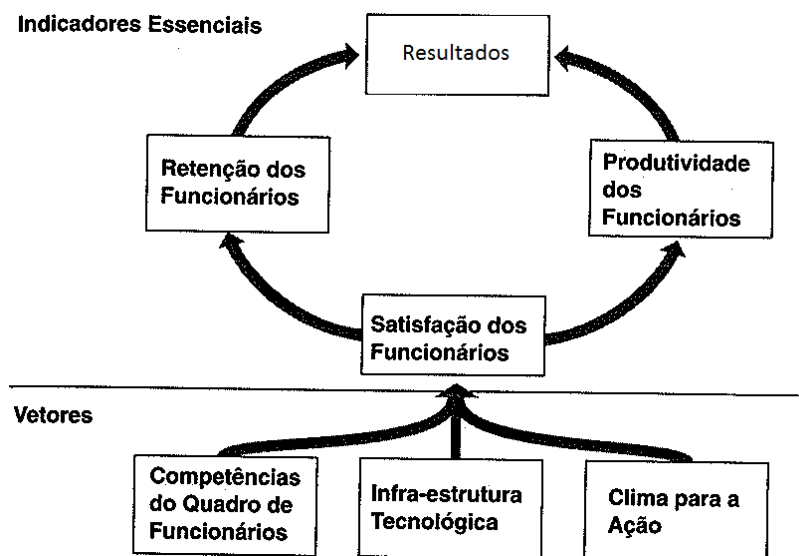 Indicadores Essenciais
Resultados
Retenção dos
Funcionários
Produtividade
dos
Funcionários
Satisfação dos
Funcionários
Vetores
Competências
do Quadro de
Funcionários
Infra-estrutura
Tecnológica
Clima para a
Ação